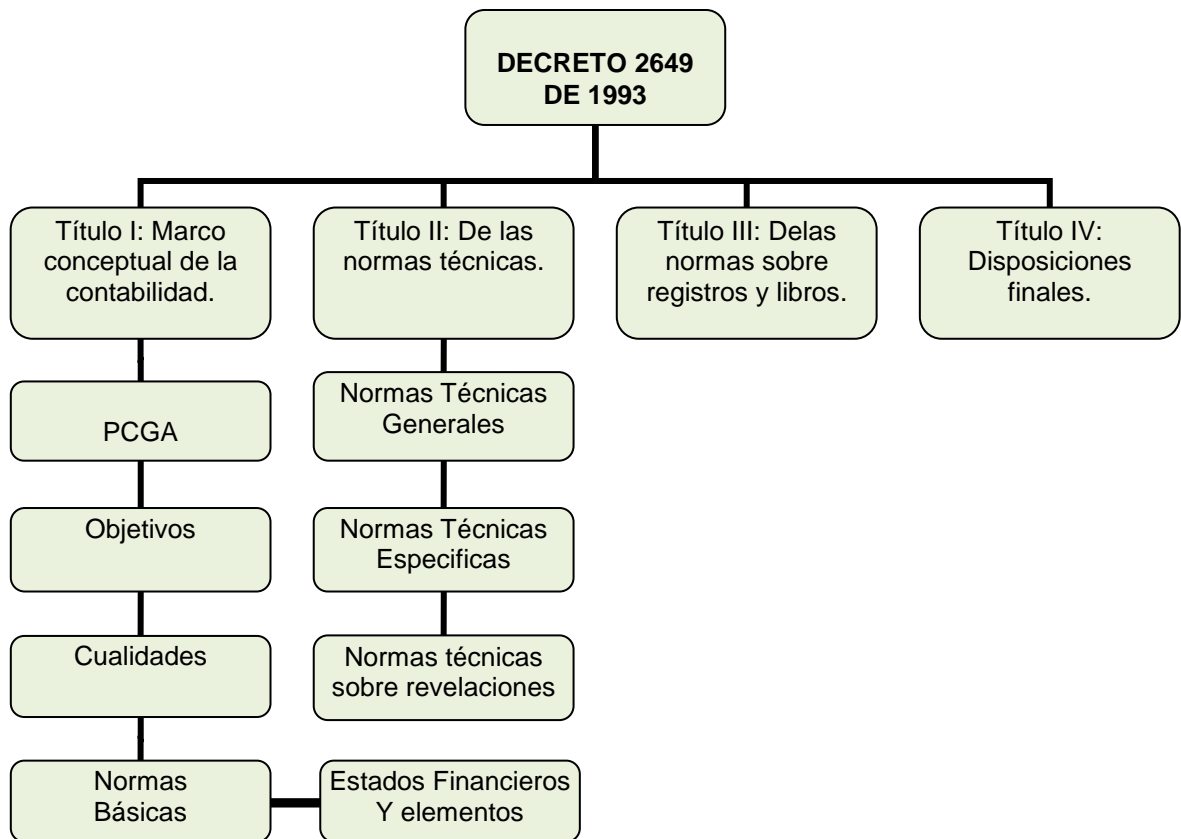 DECRETO 2649
DE 1993
Título I: Marco
conceptual de la
contabilidad.
Título II: De las
normas técnicas.
Título III: Delas
normas sobre
registros y libros.
Título IV:
Disposiciones
finales.
PCGA
Objetivos
Cualidades
Normas
Básicas
Estados Financieros
Y elementos
Normas Técnicas
Generales
Normas Técnicas
Especificas
Normas técnicas
sobre revelaciones